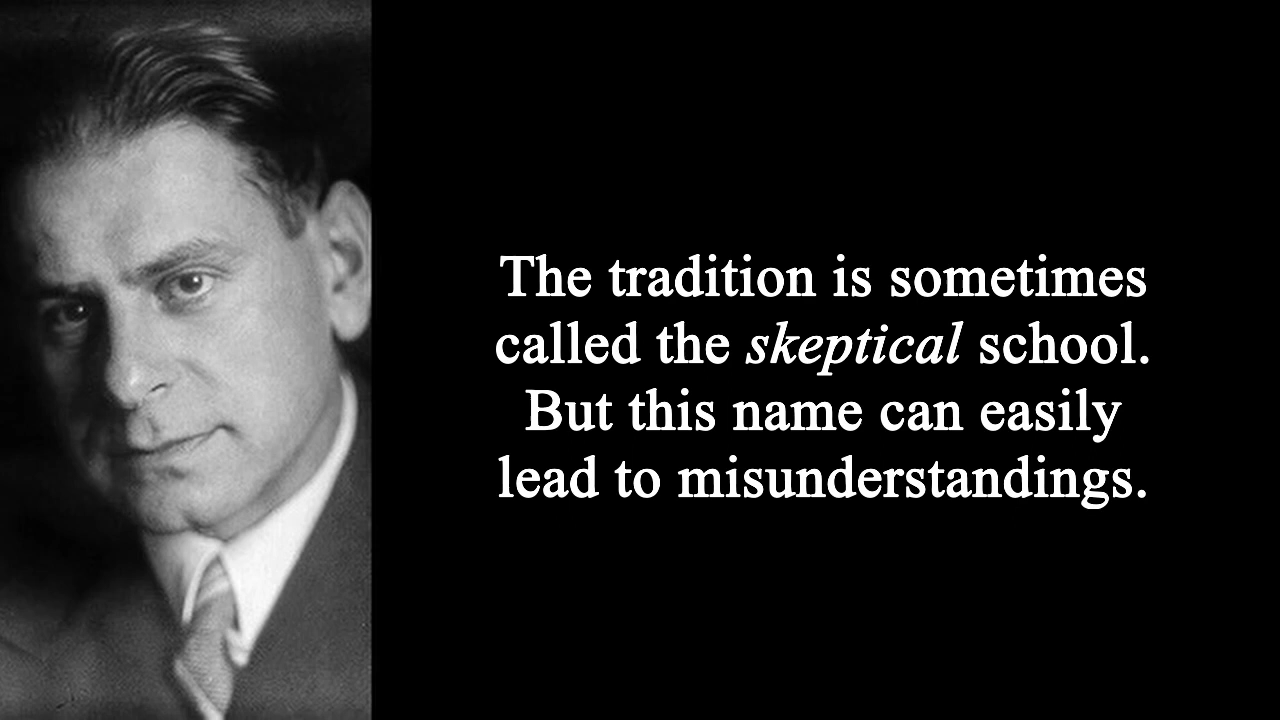 The tradition is sometimes
called the skeptical school.
But this name can easily
lead to misunderstandings.